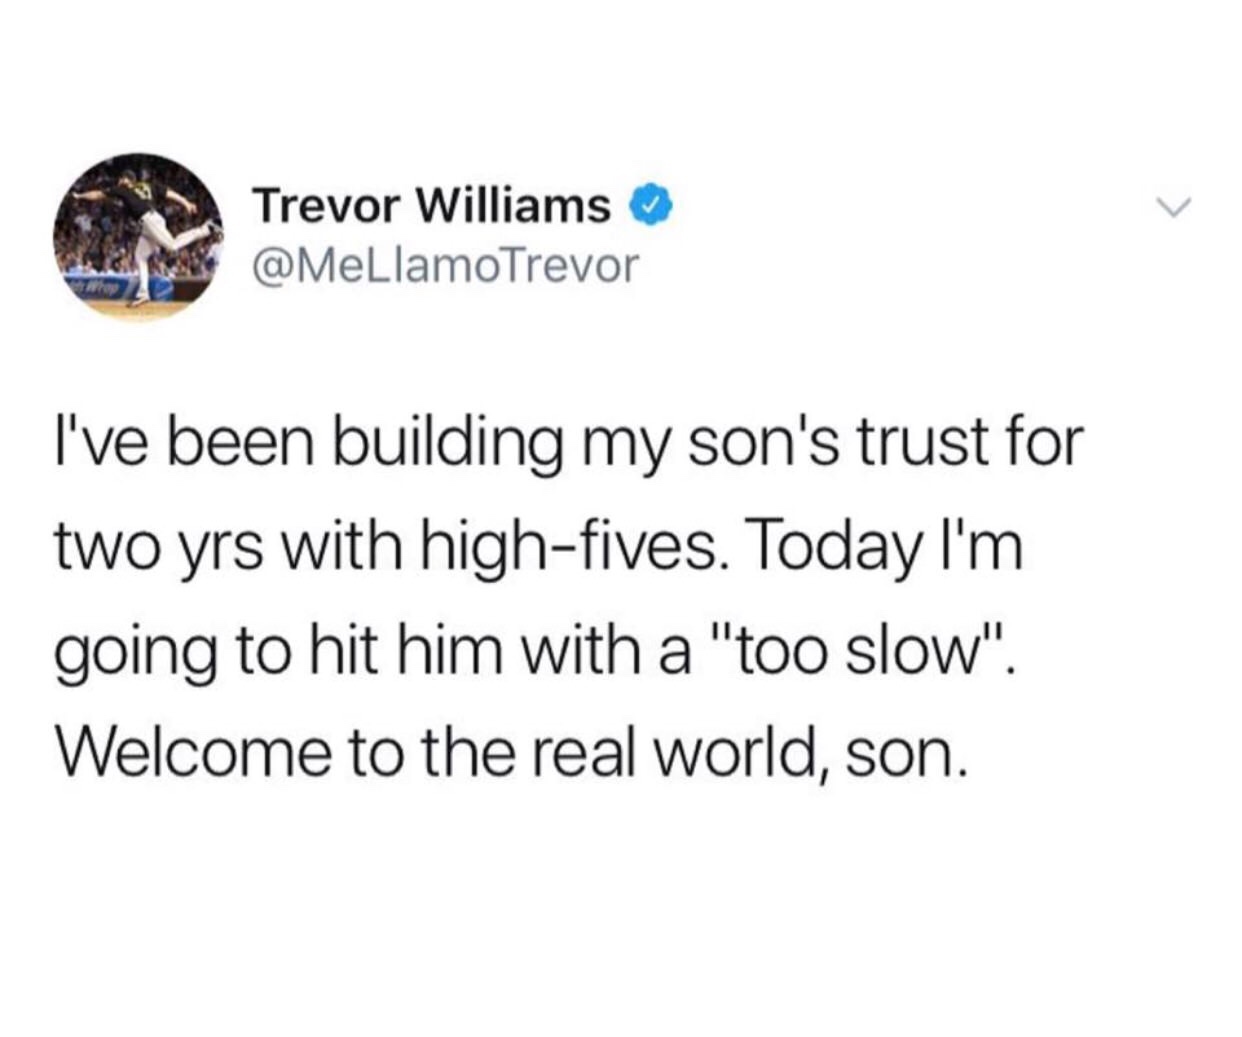 Trevor Williams
@MeLlamoTrevor
I've been building my son's trust for
two yrs with high-fives. Today I'm
going to hit him with a "too slow".
Welcome to the real world, son.